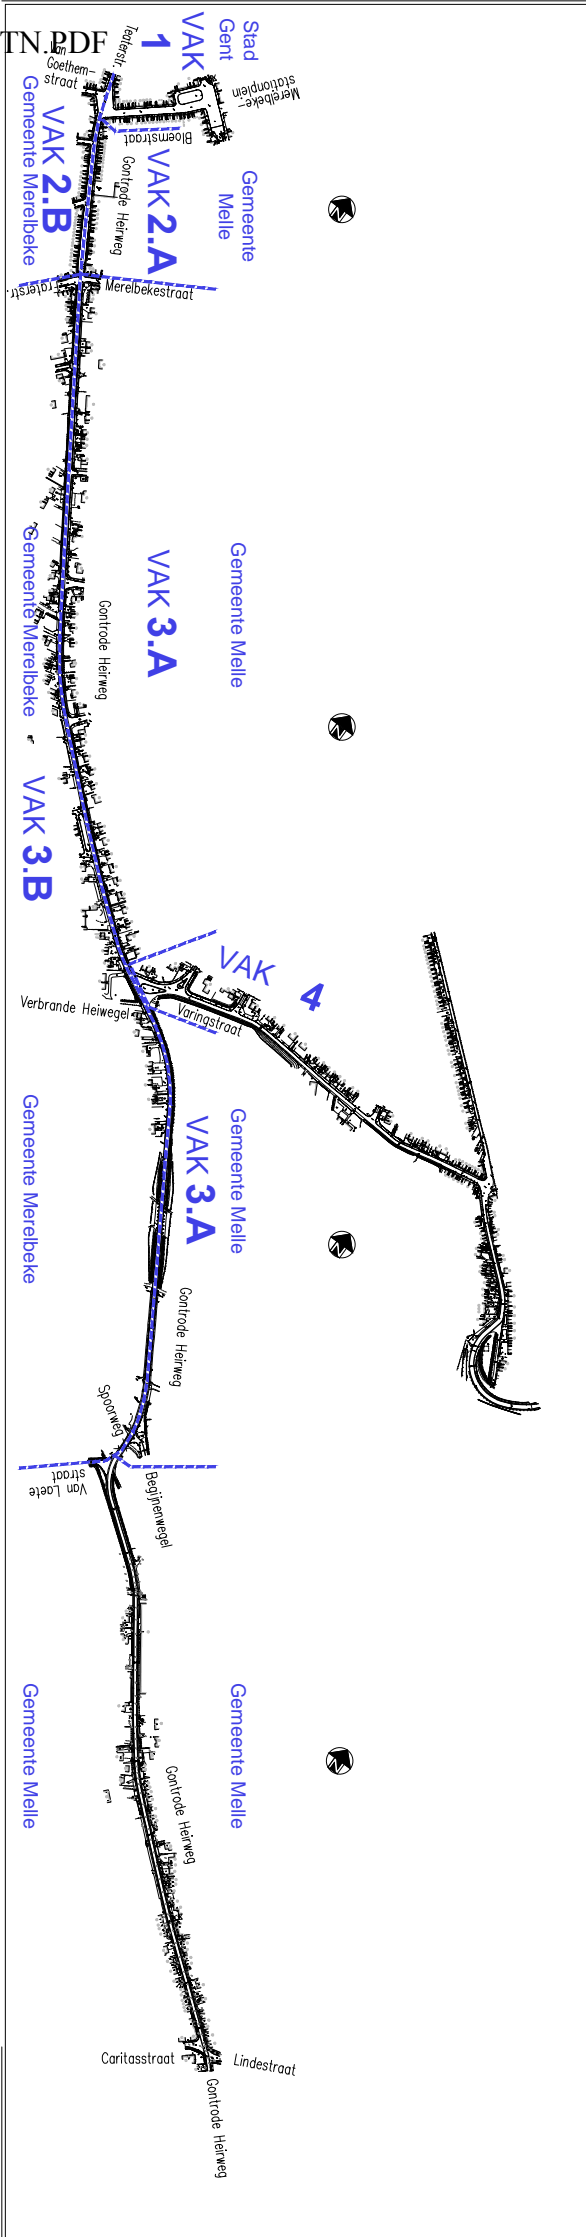 TN.PDF
Teaterstr.
Van
Goethem-
straat
VAK
1
Stad
Gent
Merelbeke-
stationplein
Bloemstraat
VAK 2.B
Gemeente Merelbeke
Gontrode Heirweg
VAK 2.A
Gemeente
Melle
raterstr.
Merelbekestraat
Gemeente Merelbeke
Gontrode Heirweg
VAK 3.A
Gemeente Melle
VAK 3.B
VAK 4
Verbrande Heiwegel
Varingstraat
Gemeente Merelbeke
VAK 3.A
Gemeente Melle
Gontrode Heirweg
Spoorweg
Van Laete
straat
Begijnenwegel
Gemeente Melle
Gemeente Melle
Gontrode Heirweg
Caritasstraat
Lindestraat
Gontrode Heirweg